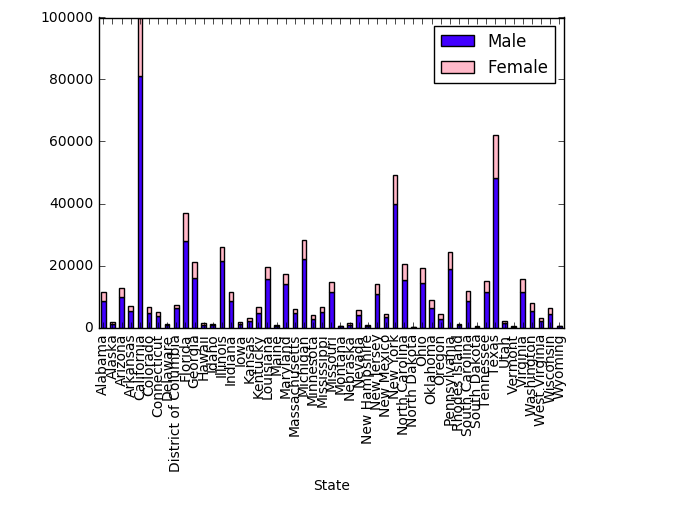 100000
80000
60000
40000
20000
0
Male
Female
Alabama
Alaska
Arizona
Arkansas
California
Colorado
Connecticut
Delaware
District of Columbia
Florida
Georgia
Hawaii
Idaho
Illinois
Indiana
Iowa
Kansas
Kentucky
Louisiana
Maine
Maryland
Massachusetts
Michigan
Minnesota
Mississippi
Missouri
Montana
Nebraska
Nevada
New Hampshire
New Jersey
New Mexico
New York
North Carolina
North Dakota
Ohio
Oklahoma
Oregon
Pennsylvania
Rhodes Island
South Carolina
South Dakota
Tennessee
Texas
Utah
Vermont
Virginia
Washington
West Virginia
Wisconsin
Wyoming
State